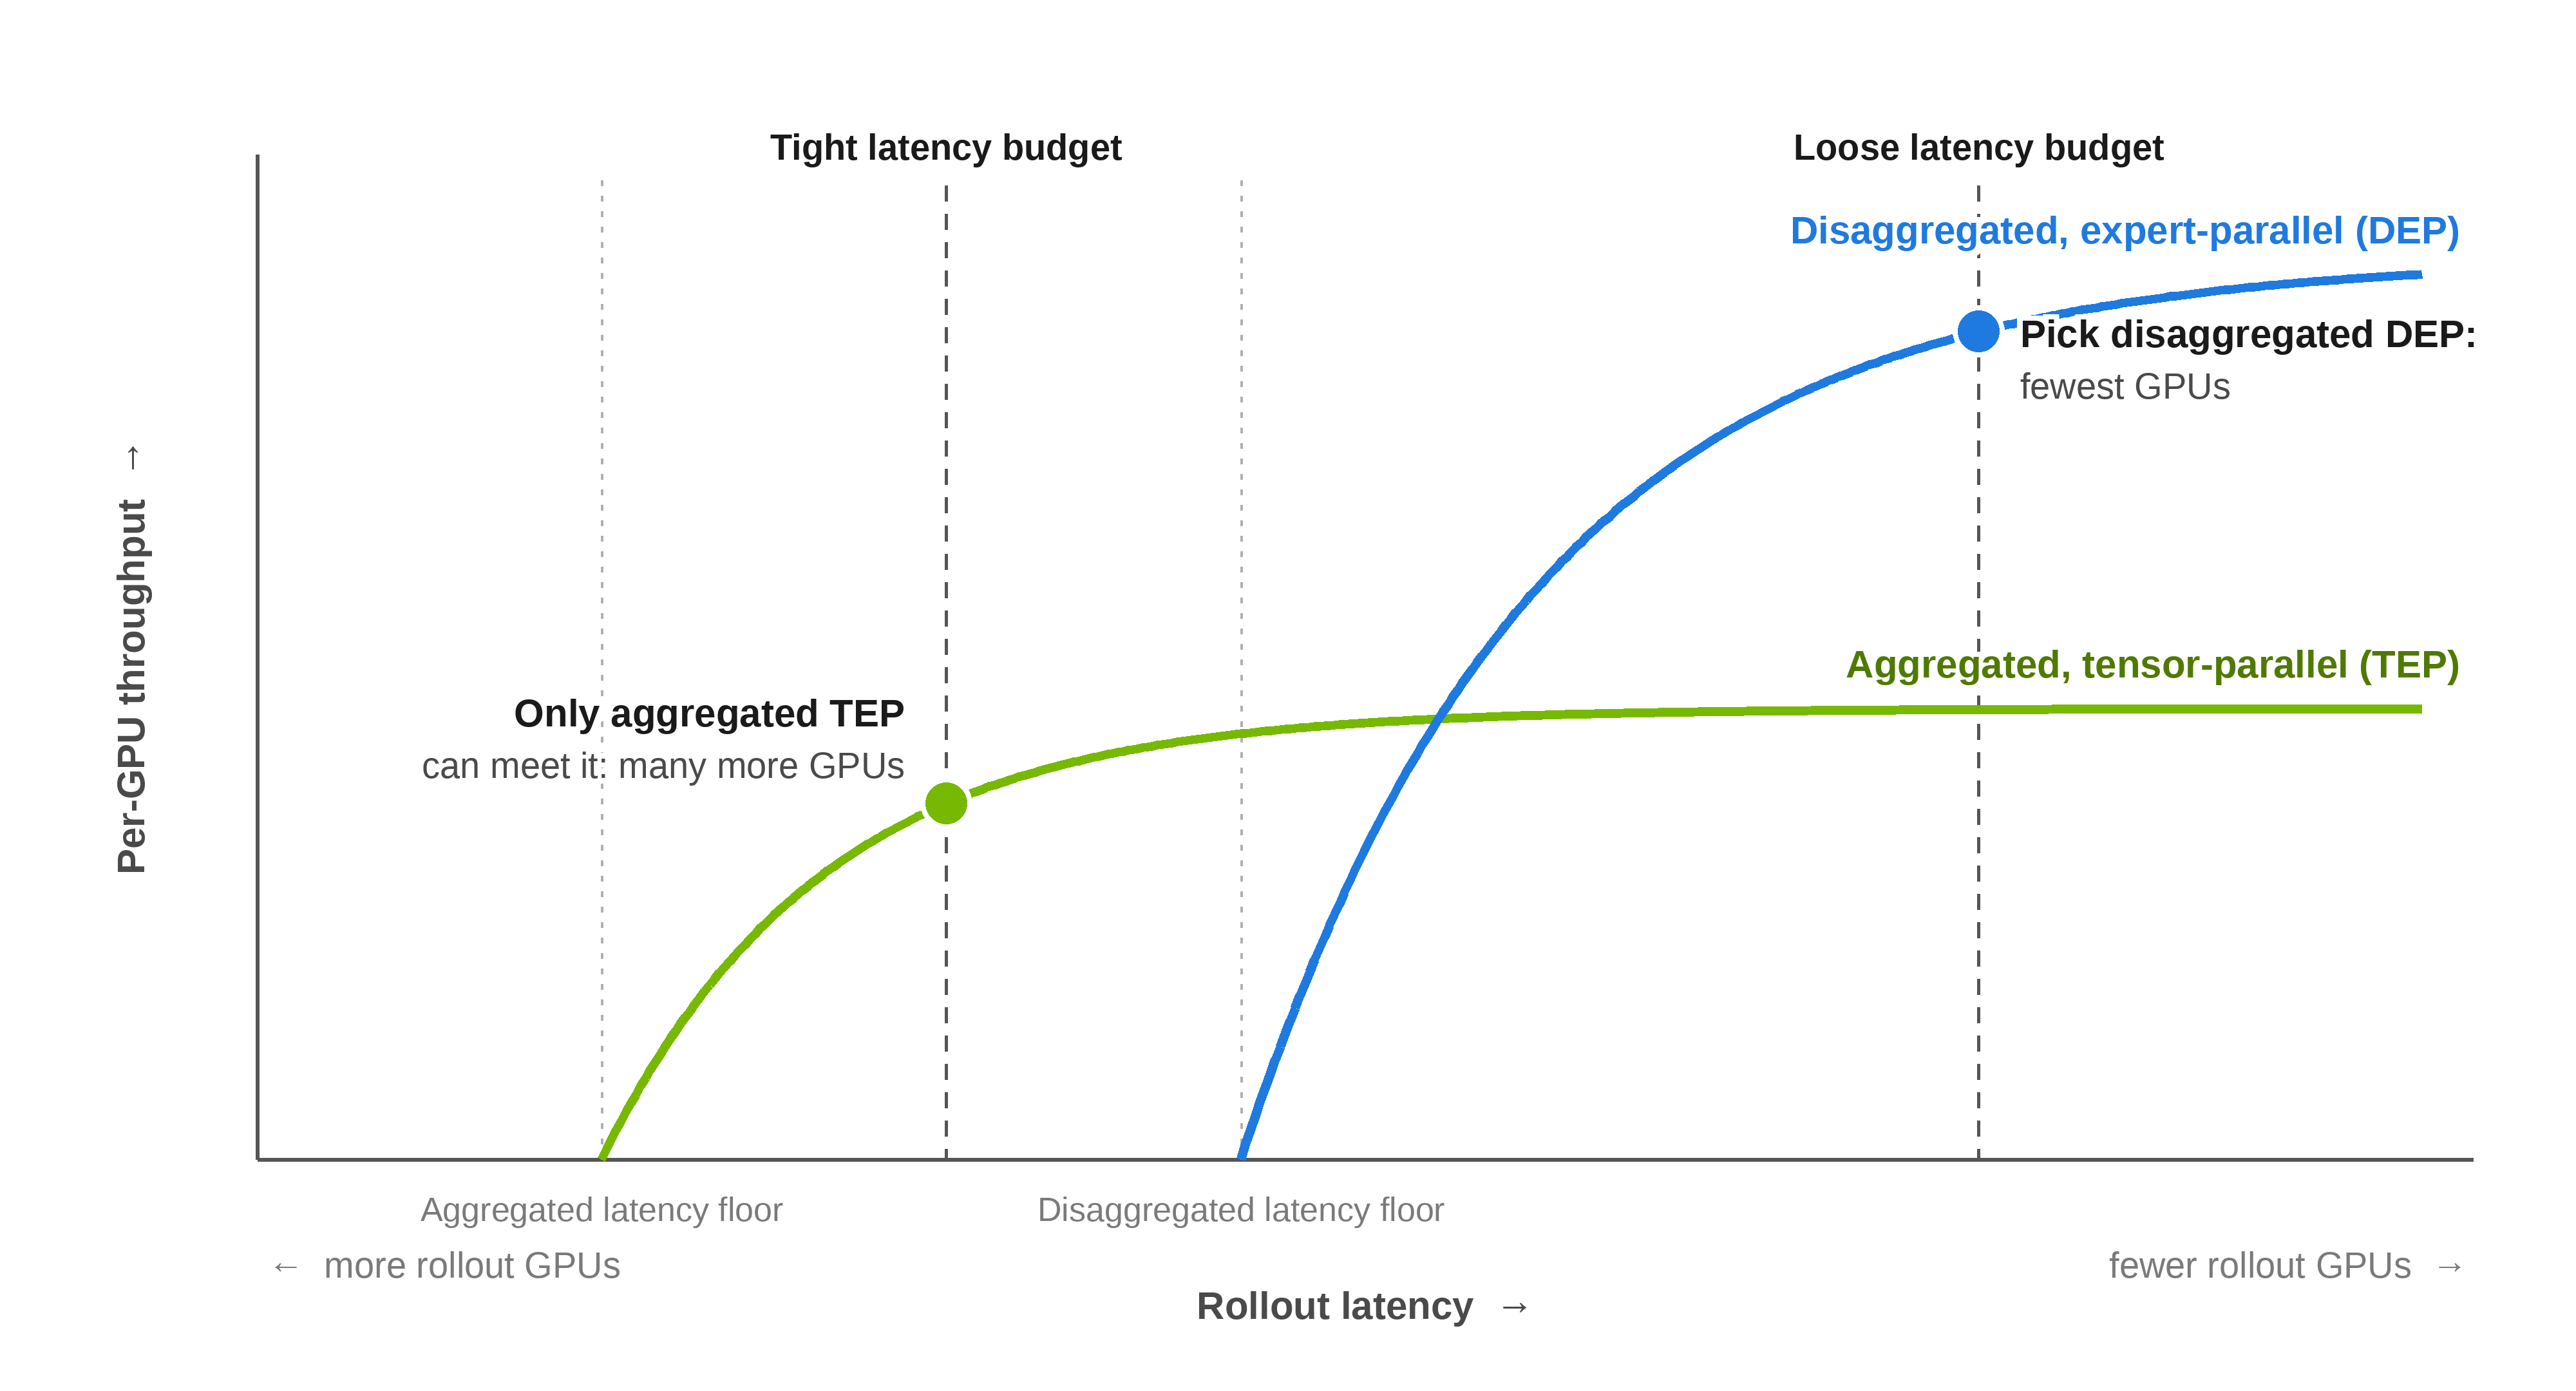 Tight latency budget
Loose latency budget
Disaggregated, expert-parallel (DEP)
Pick disaggregated DEP:
fewest GPUs
Per-GPU throughput →
Aggregated, tensor-parallel (TEP)
Only aggregated TEP
can meet it: many more GPUs
Aggregated latency floor
Disaggregated latency floor
← more rollout GPUs
fewer rollout GPUs →
Rollout latency →